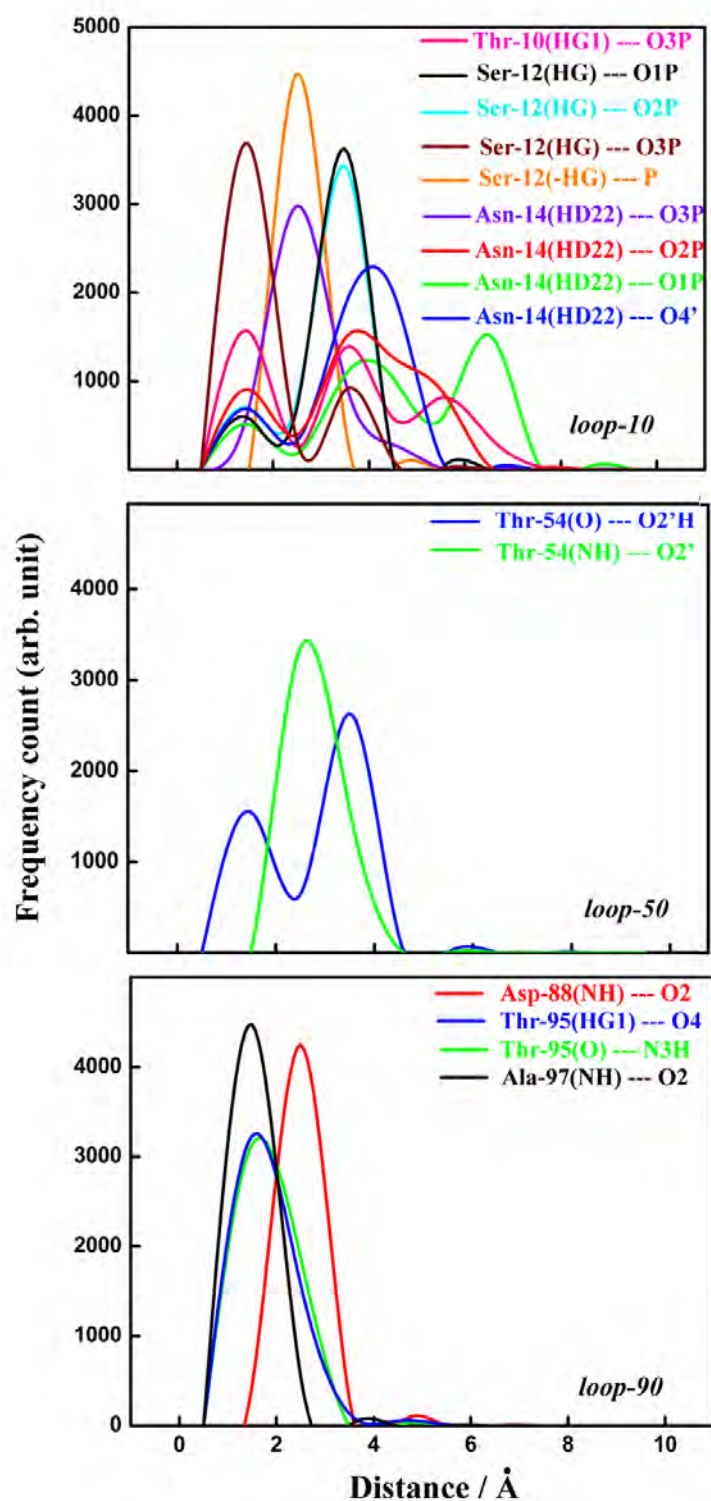 5000
4000
3000
2000
1000
Thr-10(HG1) --- O3P
Ser-12(HG) --- O1P
Ser-12(HG) --- O2P
Ser-12(HG) --- O3P
Ser-12(-HG) --- P
Asn-14(HD22) --- O3P
Asn-14(HD22) --- O2P
Asn-14(HD22) --- O1P
Asn-14(HD22) --- O4’
loop-10
Frequency count (arb. unit)
4000
3000
2000
1000
Thr-54(O) --- O2’H
Thr-54(NH) --- O2’
loop-50
4000
3000
2000
1000
0
Asp-88(NH) --- O2
Thr-95(HG1) --- O4
Thr-95(O) --- N3H
Ala-97(NH) --- O2
loop-90
0 2 4 6 8 10
Distance / Å